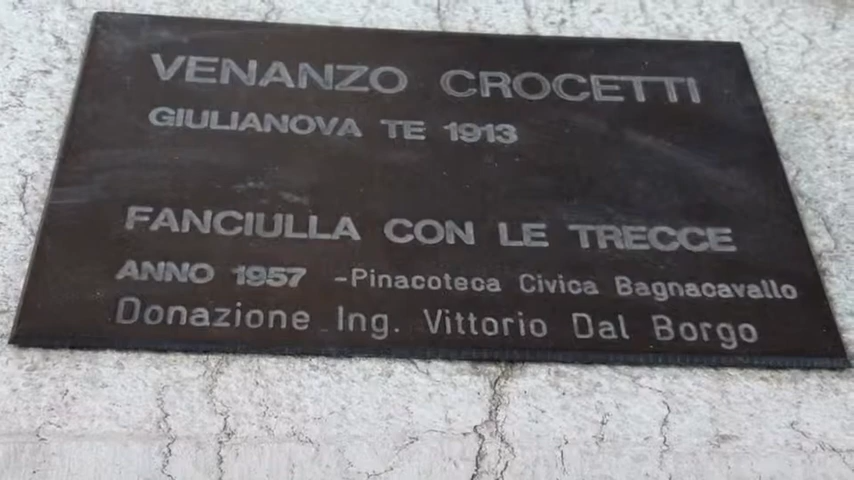 VENANZO CROCETTI
GIULIANOVA TE 1913
FANCIULLA CON LE TRECCE
ANNO 1957 -Pinacoteca Civica Bagnacavallo
Donazione Ing. Vittorio Dal Borgo